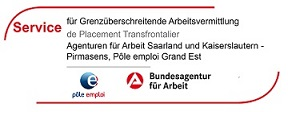 Service
für Grenzüberschreitende Arbeitsvermittlung
de Placement Transfrontalier
Agenturen für Arbeit Saarland und Kaiserslautern -
Pirmasens, Pôle emploi Grand Est
pôle emploi
Bundesagentur
für Arbeit